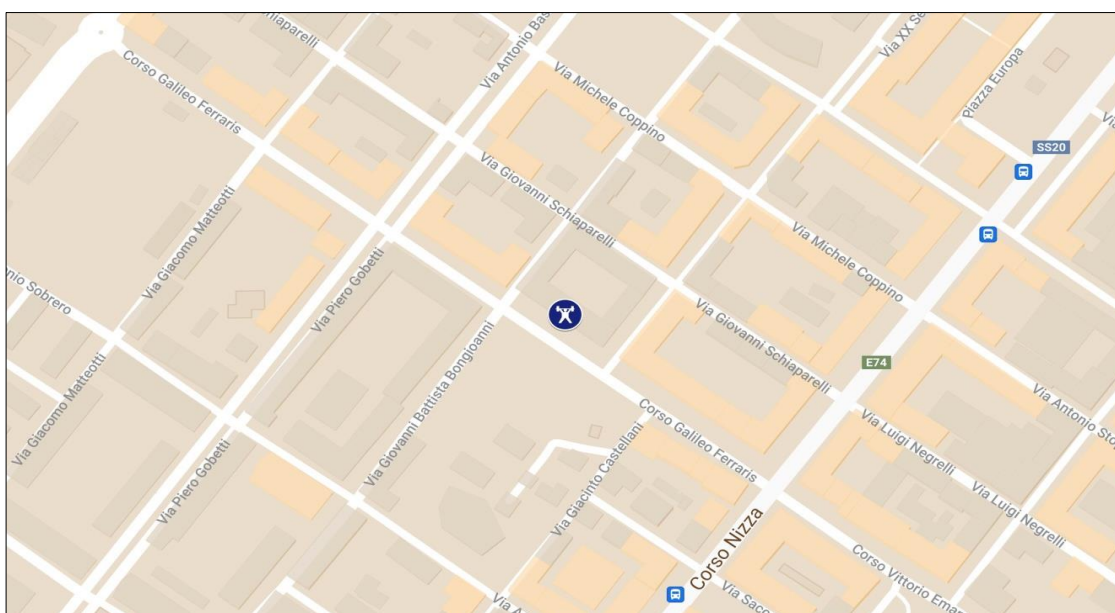 Schiaparelli
Via Antonio Bas
Via XX Se
Corso Galileo Ferraris
Via Michele Coppino
Piazza Europa
SS20
Via Giovanni Schiaparelli
Via Giacomo Matteotti
Via Michele Coppino
nio Sobrero
Via Piero Gobetti
Via Giovanni Schiaparelli
E74
Via Giovanni Battista Bongioanni
Via Antonio Sto
Via Giacomo Matteotti
Corso Galileo Ferraris
Via Luigi Negrelli
Via Piero Gobetti
Via Giacinto Castellani
Via Luigi Negrelli
Corso Nizza
Corso Vittorio Eman
Via A
Via Sacc